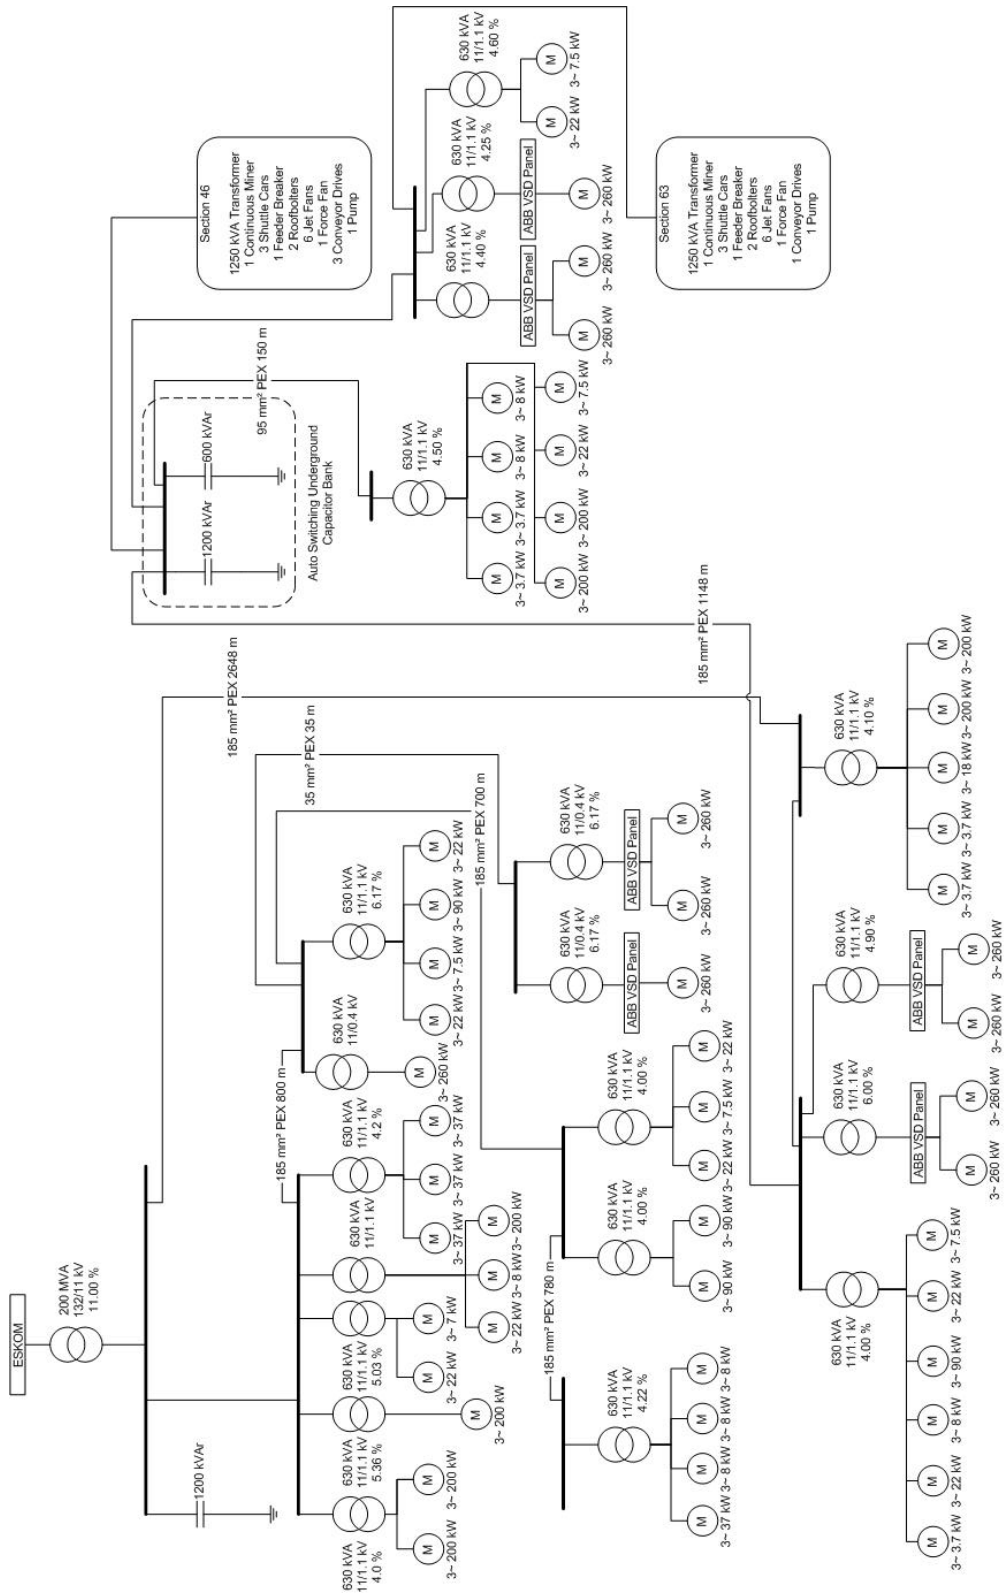 ESKOM
200 MVA
132/11 kV
11.00 %
1200 kVAr
185 mm² PEX 2648 m
185 mm² PEX 800 m
630 kVA
11/1.1 kV
4.0 %
3~ 200 kW
M
3~ 200 kW
M
630 kVA
11/1.1 kV
5.36 %
M
3~ 200 kW
630 kVA
11/1.1 kV
5.03 %
M
3~ 22 kW
M
3~ 7 kW
630 kVA
11/1.1 kV
M
3~ 22 kW
M
3~ 8 kW
M
3~ 200 kW
630 kVA
11/1.1 kV
4.2 %
M
3~ 37 kW
M
3~ 37 kW
M
3~ 37 kW
630 kVA
11/0.4 kV
M
3~ 260 kW
630 kVA
11/1.1 kV
6.17 %
M
3~ 22 kW
M
3~ 7.5 kW
M
3~ 90 kW
M
3~ 22 kW
35 mm² PEX 35 m
185 mm² PEX 700 m
630 kVA
11/0.4 kV
6.17 %
ABB VSD Panel
M
3~ 260 kW
630 kVA
11/0.4 kV
6.17 %
ABB VSD Panel
M
3~ 260 kW
M
3~ 260 kW
185 mm² PEX 780 m
630 kVA
11/1.1 kV
4.00 %
M
3~ 90 kW
M
3~ 90 kW
630 kVA
11/1.1 kV
4.00 %
M
3~ 22 kW
M
3~ 7.5 kW
M
3~ 22 kW
630 kVA
11/1.1 kV
4.22 %
M
3~ 37 kW
M
3~ 8 kW
M
3~ 8 kW
M
3~ 8 kW
630 kVA
11/1.1 kV
4.10 %
M
3~ 3.7 kW
M
3~ 3.7 kW
M
3~ 18 kW
M
3~ 200 kW
M
3~ 200 kW
630 kVA
11/1.1 kV
4.00 %
M
3~ 3.7 kW
M
3~ 22 kW
M
3~ 8 kW
M
3~ 90 kW
M
3~ 22 kW
M
3~ 7.5 kW
630 kVA
11/1.1 kV
6.00 %
ABB VSD Panel
M
3~ 260 kW
M
3~ 260 kW
630 kVA
11/1.1 kV
4.90 %
ABB VSD Panel
M
3~ 260 kW
M
3~ 260 kW
185 mm² PEX 1148 m
1200 kVAr
600 kVAr
Auto Switching Underground
Capacitor Bank
95 mm² PEX 150 m
630 kVA
11/1.1 kV
4.50 %
M
3~ 3.7 kW
M
3~ 3.7 kW
M
3~ 8 kW
M
3~ 8 kW
M
3~ 200 kW
M
3~ 200 kW
M
3~ 22 kW
M
3~ 7.5 kW
Section 46
1250 kVA Transformer
1 Continuous Miner
3 Shuttle Cars
1 Feeder Breaker
2 Roofbolters
6 Jet Fans
1 Force Fan
3 Conveyor Drives
1 Pump
630 kVA
11/1.1 kV
4.40 %
ABB VSD Panel
M
3~ 260 kW
M
3~ 260 kW
630 kVA
11/1.1 kV
4.25 %
ABB VSD Panel
M
3~ 260 kW
630 kVA
11/1.1 kV
4.60 %
M
3~ 22 kW
M
3~ 7.5 kW
Section 63
1250 kVA Transformer
1 Continuous Miner
3 Shuttle Cars
1 Feeder Breaker
2 Roofbolters
6 Jet Fans
1 Force Fan
1 Conveyor Drives
1 Pump